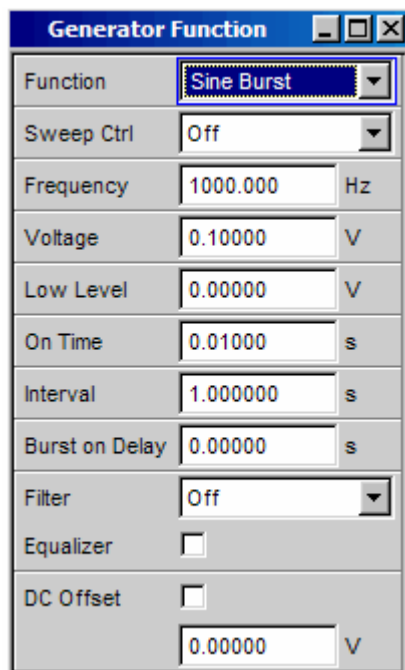 Generator Function
Function Sine Burst
Sweep Ctrl Off
Frequency 1000.000 Hz
Voltage 0.10000 V
Low Level 0.00000 V
On Time 0.01000 s
Interval 1.000000 s
Burst on Delay 0.00000 s
Filter Off
Equalizer
DC Offset
0.00000 V